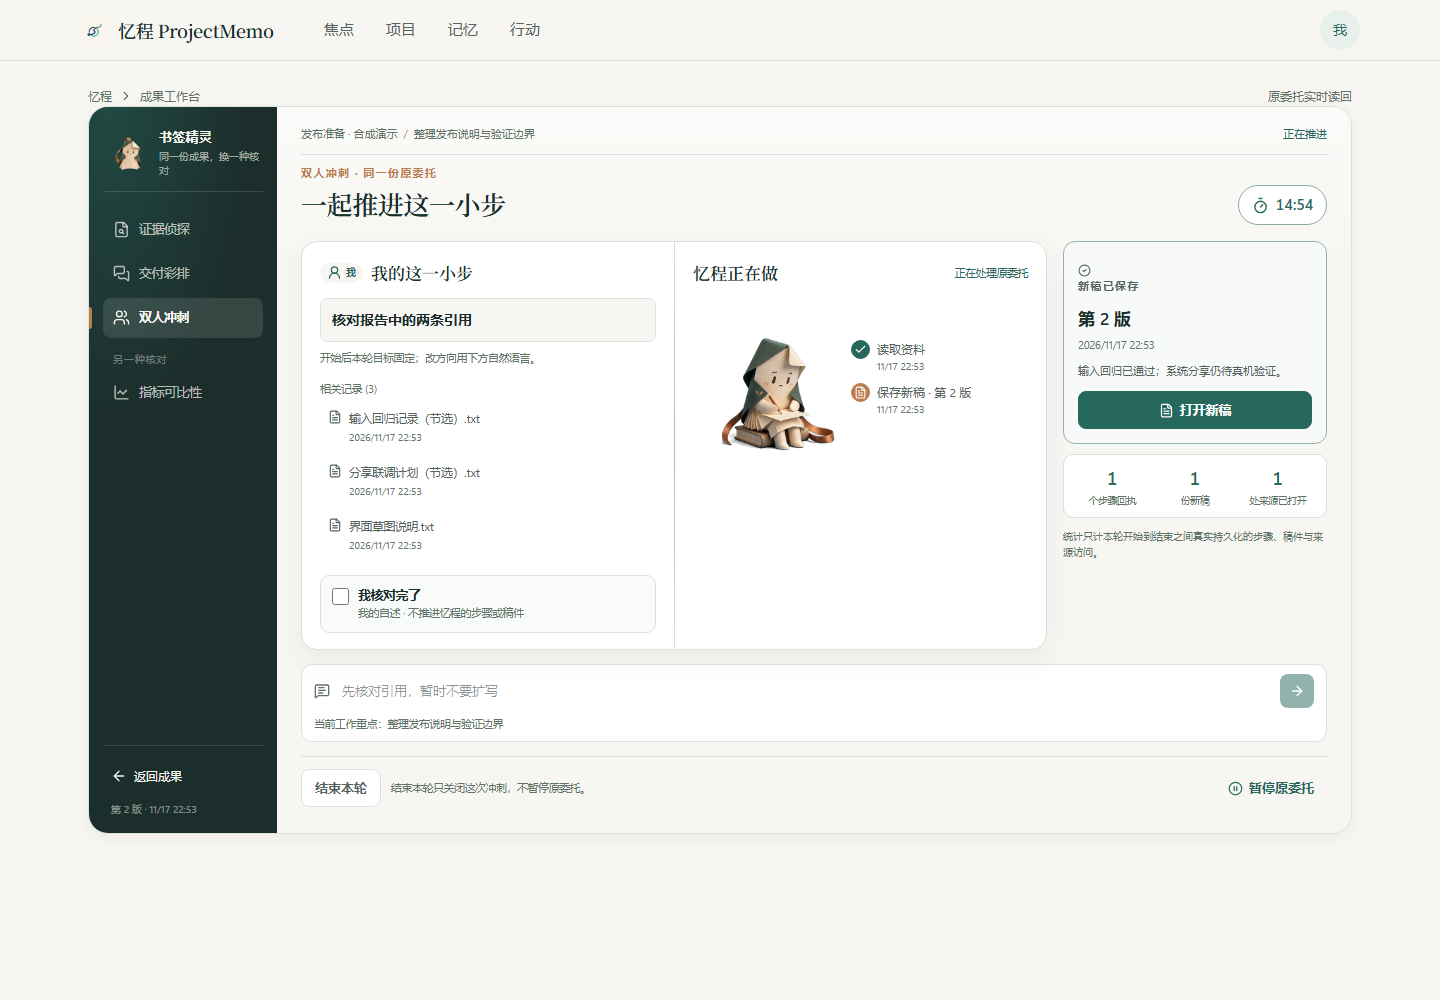 忆程 ProjectMemo
焦点
项目
记忆
行动
我
忆程 > 成果工作台
原委托实时读回
书签精灵
同一份成果，换一种核
对
证据侦探
交付彩排
双人冲刺
另一种核对
指标可比性
返回成果
第 2 版 · 11/17 22:53
发布准备 · 合成演示 / 整理发布说明与验证边界
正在推进
双人冲刺 · 同一份原委托
一起推进这一小步
14:54
我 我的这一小步
核对报告中的两条引用
开始后本轮目标固定；改方向用下方自然语言。
相关记录 (3)
输入回归记录（节选）.txt
2026/11/17 22:53
分享联调计划（节选）.txt
2026/11/17 22:53
界面草图说明.txt
2026/11/17 22:53
我核对完了
我的自述 · 不推进忆程的步骤或稿件
忆程正在做
正在处理原委托
读取资料
11/17 22:53
保存新稿 · 第 2 版
11/17 22:53
新稿已保存
第 2 版
2026/11/17 22:53
输入回归已通过；系统分享仍待真机验证。
打开新稿
1
个步骤回执
1
份新稿
1
处来源已打开
统计只计本轮开始到结束之间真实持久化的步骤、稿件与来
源访问。
先核对引用，暂时不要扩写
当前工作重点：整理发布说明与验证边界
结束本轮
结束本轮只关闭这次冲刺，不暂停原委托。
暂停原委托